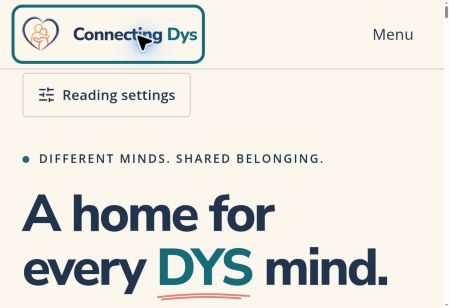 Connecting Dys
Menu
Reading settings
DIFFERENT MINDS. SHARED BELONGING.
A home for
every DYS mind.